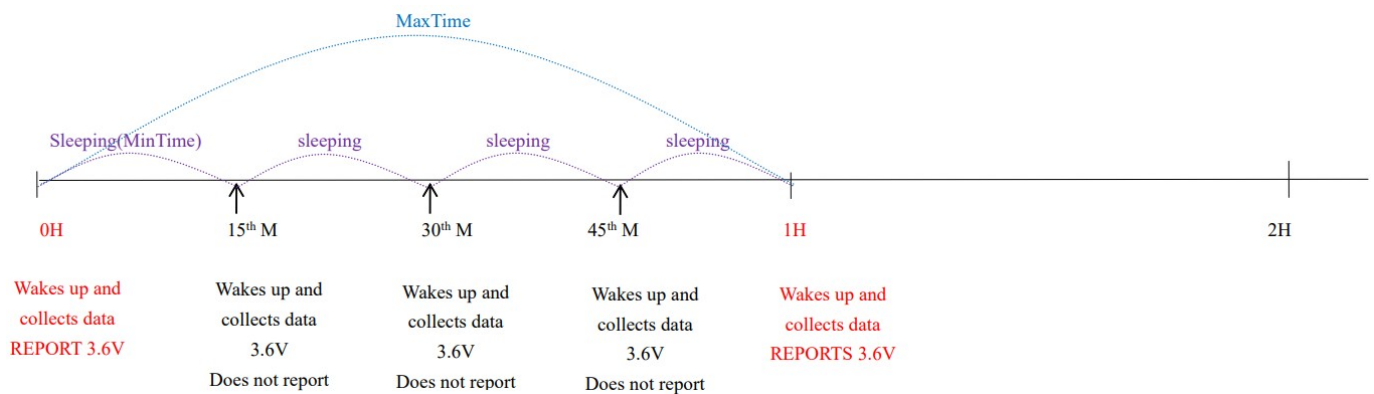 MaxTime
Sleeping(MinTime)
sleeping
sleeping
sleeping
0H
15th M
30th M
45th M
1H
2H
Wakes up and
collects data
REPORT 3.6V
Wakes up and
collects data
3.6V
Does not report
Wakes up and
collects data
3.6V
Does not report
Wakes up and
collects data
3.6V
Does not report
Wakes up and
collects data
REPORTS 3.6V